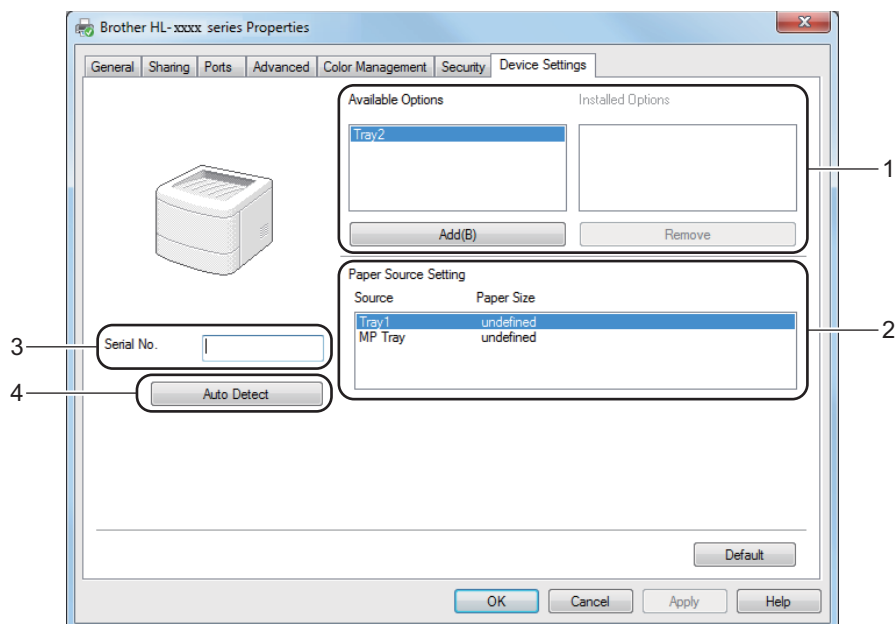 Brother HL-xxxx series Properties
General Sharing Ports Advanced Color Management Security Device Settings
Available Options Installed Options
Tray2
1
Add(B) Remove
Paper Source Setting
Source Paper Size
Tray1 undefined
MP Tray undefined
2
3
Serial No.
4
Auto Detect
Default
OK Cancel Apply Help